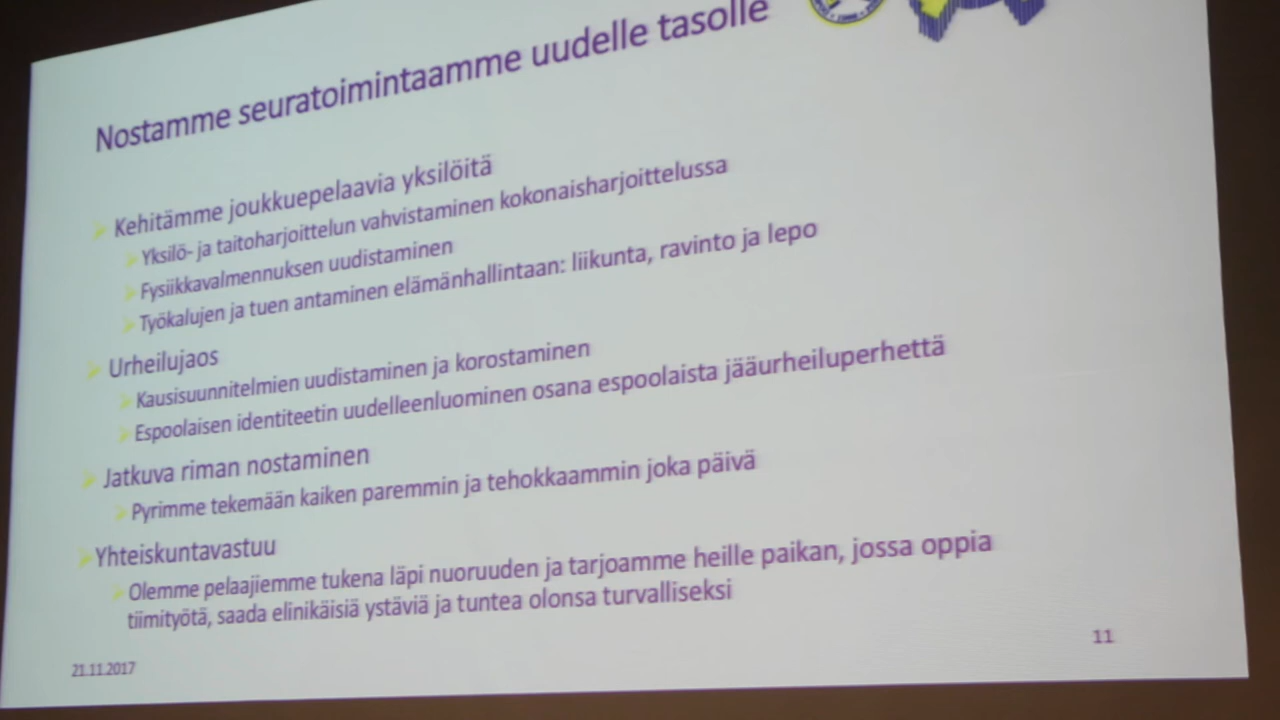 Nostamme seuratoimintaamme uudelle tasolle
Kehitämme joukkuepelaavia yksilöitä
Yksilö- ja taitoharjoittelun vahvistaminen kokonaisharjoittelussa
Fysiikkavalmennuksen uudistaminen
Työkalujen ja tuen antaminen elämänhallintaan: liikunta, ravinto ja lepo
Urheilujaos
Kausisuunnitelmien uudistaminen ja korostaminen
Espoolaisen identiteetin uudelleenluominen osana espoolaista jääurheiluperhettä
Jatkuva riman nostaminen
Pyrimme tekemään kaiken paremmin ja tehokkaammin joka päivä
Yhteiskuntavastuu
Olemme pelaajiemme tukena läpi nuoruuden ja tarjoamme heille paikan, jossa oppia
tiimityötä, saada elinikäisiä ystäviä ja tuntea olonsa turvalliseksi
21.11.2017
11